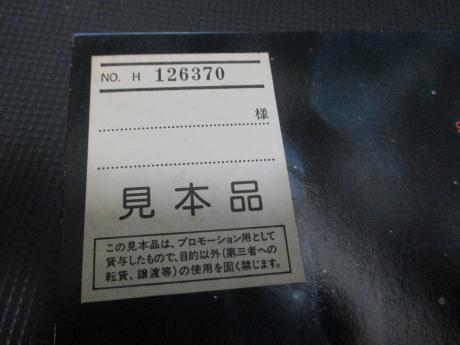 NO. H 126370
様
見本品
この見本品は、プロモーション用として
貸与したもので、目的以外(第三者への
転貸、譲渡等)の使用を固く禁じます。